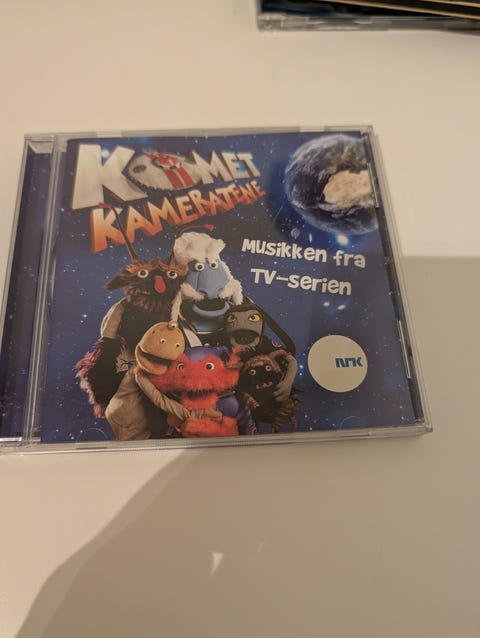 KOMET
KAMERATENE
Musikken fra
TV-serien
NRK